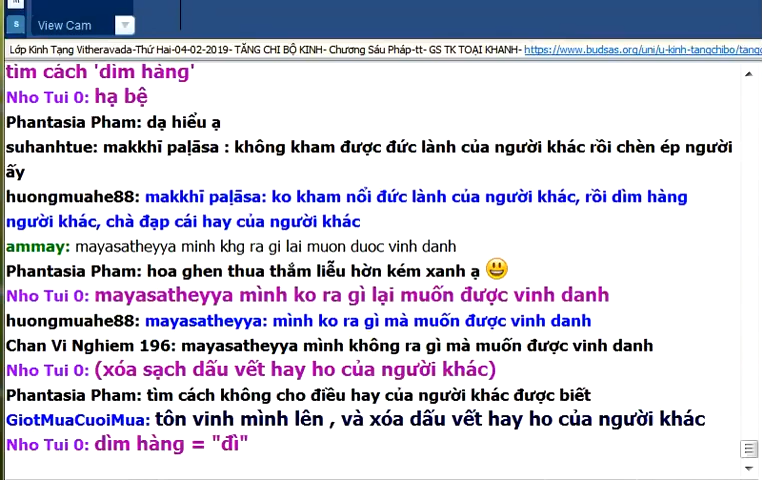 M
S
View Cam
Lớp Kinh Tạng Vitheravada-Thứ Hai-04-02-2019- TĂNG CHI BỘ KINH- Chương Sáu Pháp-tt- GS TK TOẠI KHANH- https://www.budsas.org/uni/u-kinh-tangchibo/tangc
tìm cách 'dìm hàng'
Nho Tui 0: hạ bệ
Phantasia Pham: dạ hiểu ạ
suhanhtue: makkhī paḷāsa : không kham được đức lành của người khác rồi chèn ép người
ấy
huongmuahe88: makkhī paḷāsa: ko kham nổi đức lành của người khác, rồi dìm hàng
người khác, chà đạp cái hay của người khác
ammay: mayasatheyya minh khg ra gi lai muon duoc vinh danh
Phantasia Pham: hoa ghen thua thắm liễu hờn kém xanh ạ 😃
Nho Tui 0: mayasatheyya mình ko ra gì lại muốn được vinh danh
huongmuahe88: mayasatheyya: mình ko ra gì mà muốn được vinh danh
Chan Vi Nghiem 196: mayasatheyya mình không ra gì mà muốn được vinh danh
Nho Tui 0: (xóa sạch dấu vết hay ho của người khác)
Phantasia Pham: tìm cách không cho điều hay của người khác được biết
GiotMuaCuoiMua: tôn vinh mình lên , và xóa dấu vết hay ho của người khác
Nho Tui 0: dìm hàng = "đì"